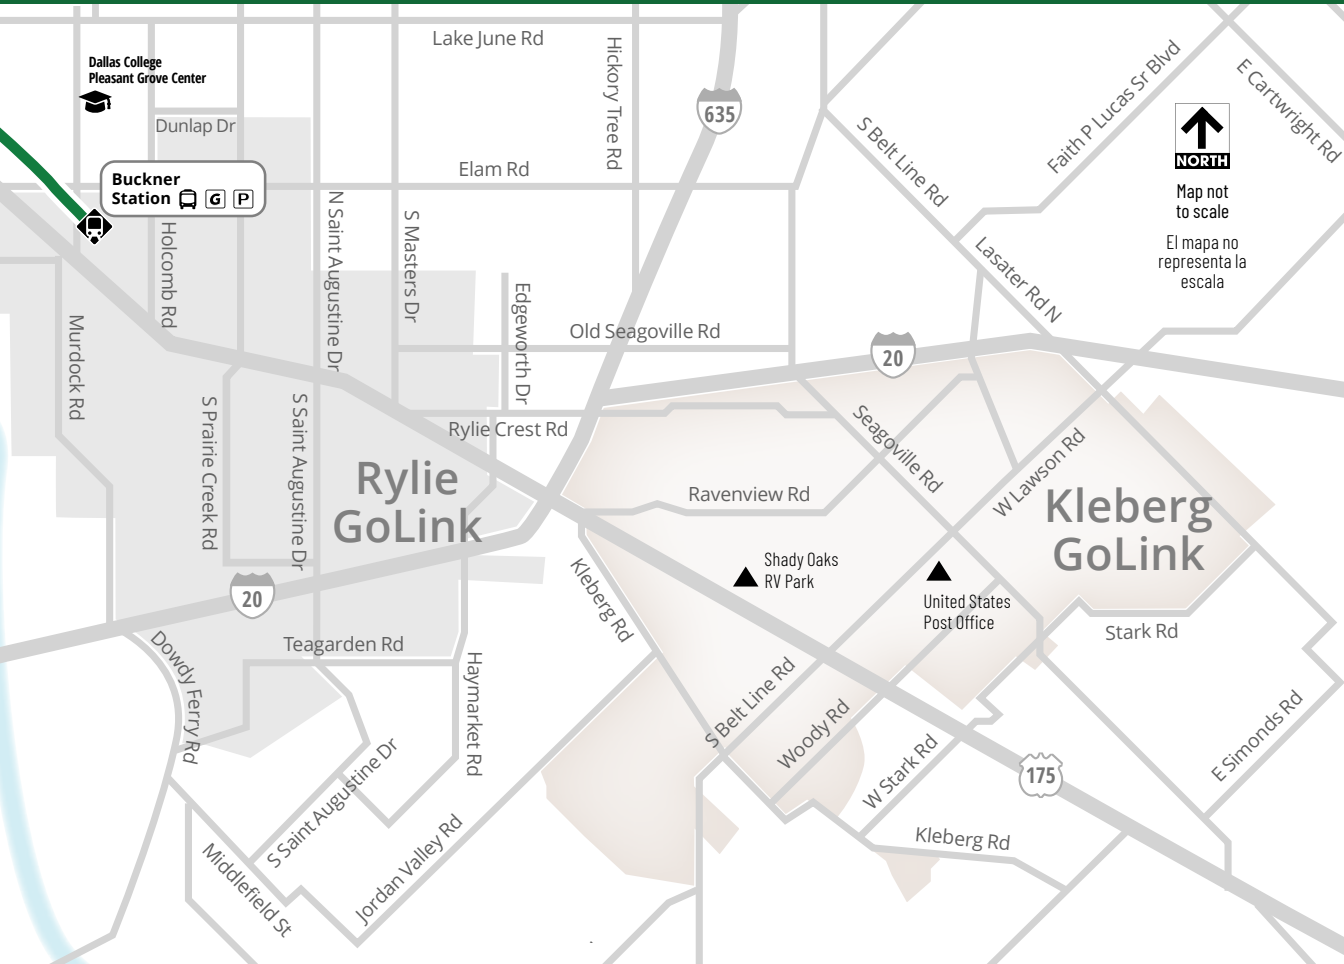 Lake June Rd
Hickory Tree Rd
Dallas College
Pleasant Grove Center
635
Faith P Lucas Sr Blvd
E Cartwright Rd
Dunlap Dr
S Belt Line Rd
NORTH
Elam Rd
Buckner
Station G P
Map not
to scale
El mapa no
representa la
escala
N Saint Augustine Dr
S Masters Dr
Holcomb Rd
Lasater Rd N
Edgeworth Dr
Old Seagoville Rd
Murdock Rd
20
S Prairie Creek Rd
S Saint Augustine Dr
Rylie Crest Rd
Seagoville Rd
W Lawson Rd
Rylie
GoLink
Ravenview Rd
Kleberg
GoLink
Shady Oaks
RV Park
Kleberg Rd
20
United States
Post Office
Stark Rd
Teagarden Rd
Dowdy Ferry Rd
Haymarket Rd
S Belt Line Rd
Woody Rd
W Stark Rd
E Simonds Rd
175
S Saint Augustine Dr
Jordan Valley Rd
Kleberg Rd
Middlefield St